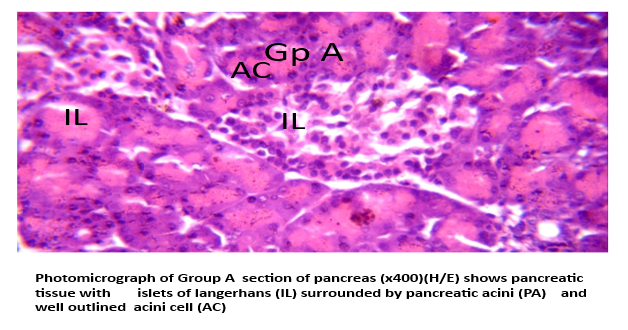 Gp A
AC
IL
IL
Photomicrograph of Group A section of pancreas (x400)(H/E) shows pancreatic
tissue with islets of langerhans (IL) surrounded by pancreatic acini (PA) and
well outlined acini cell (AC)